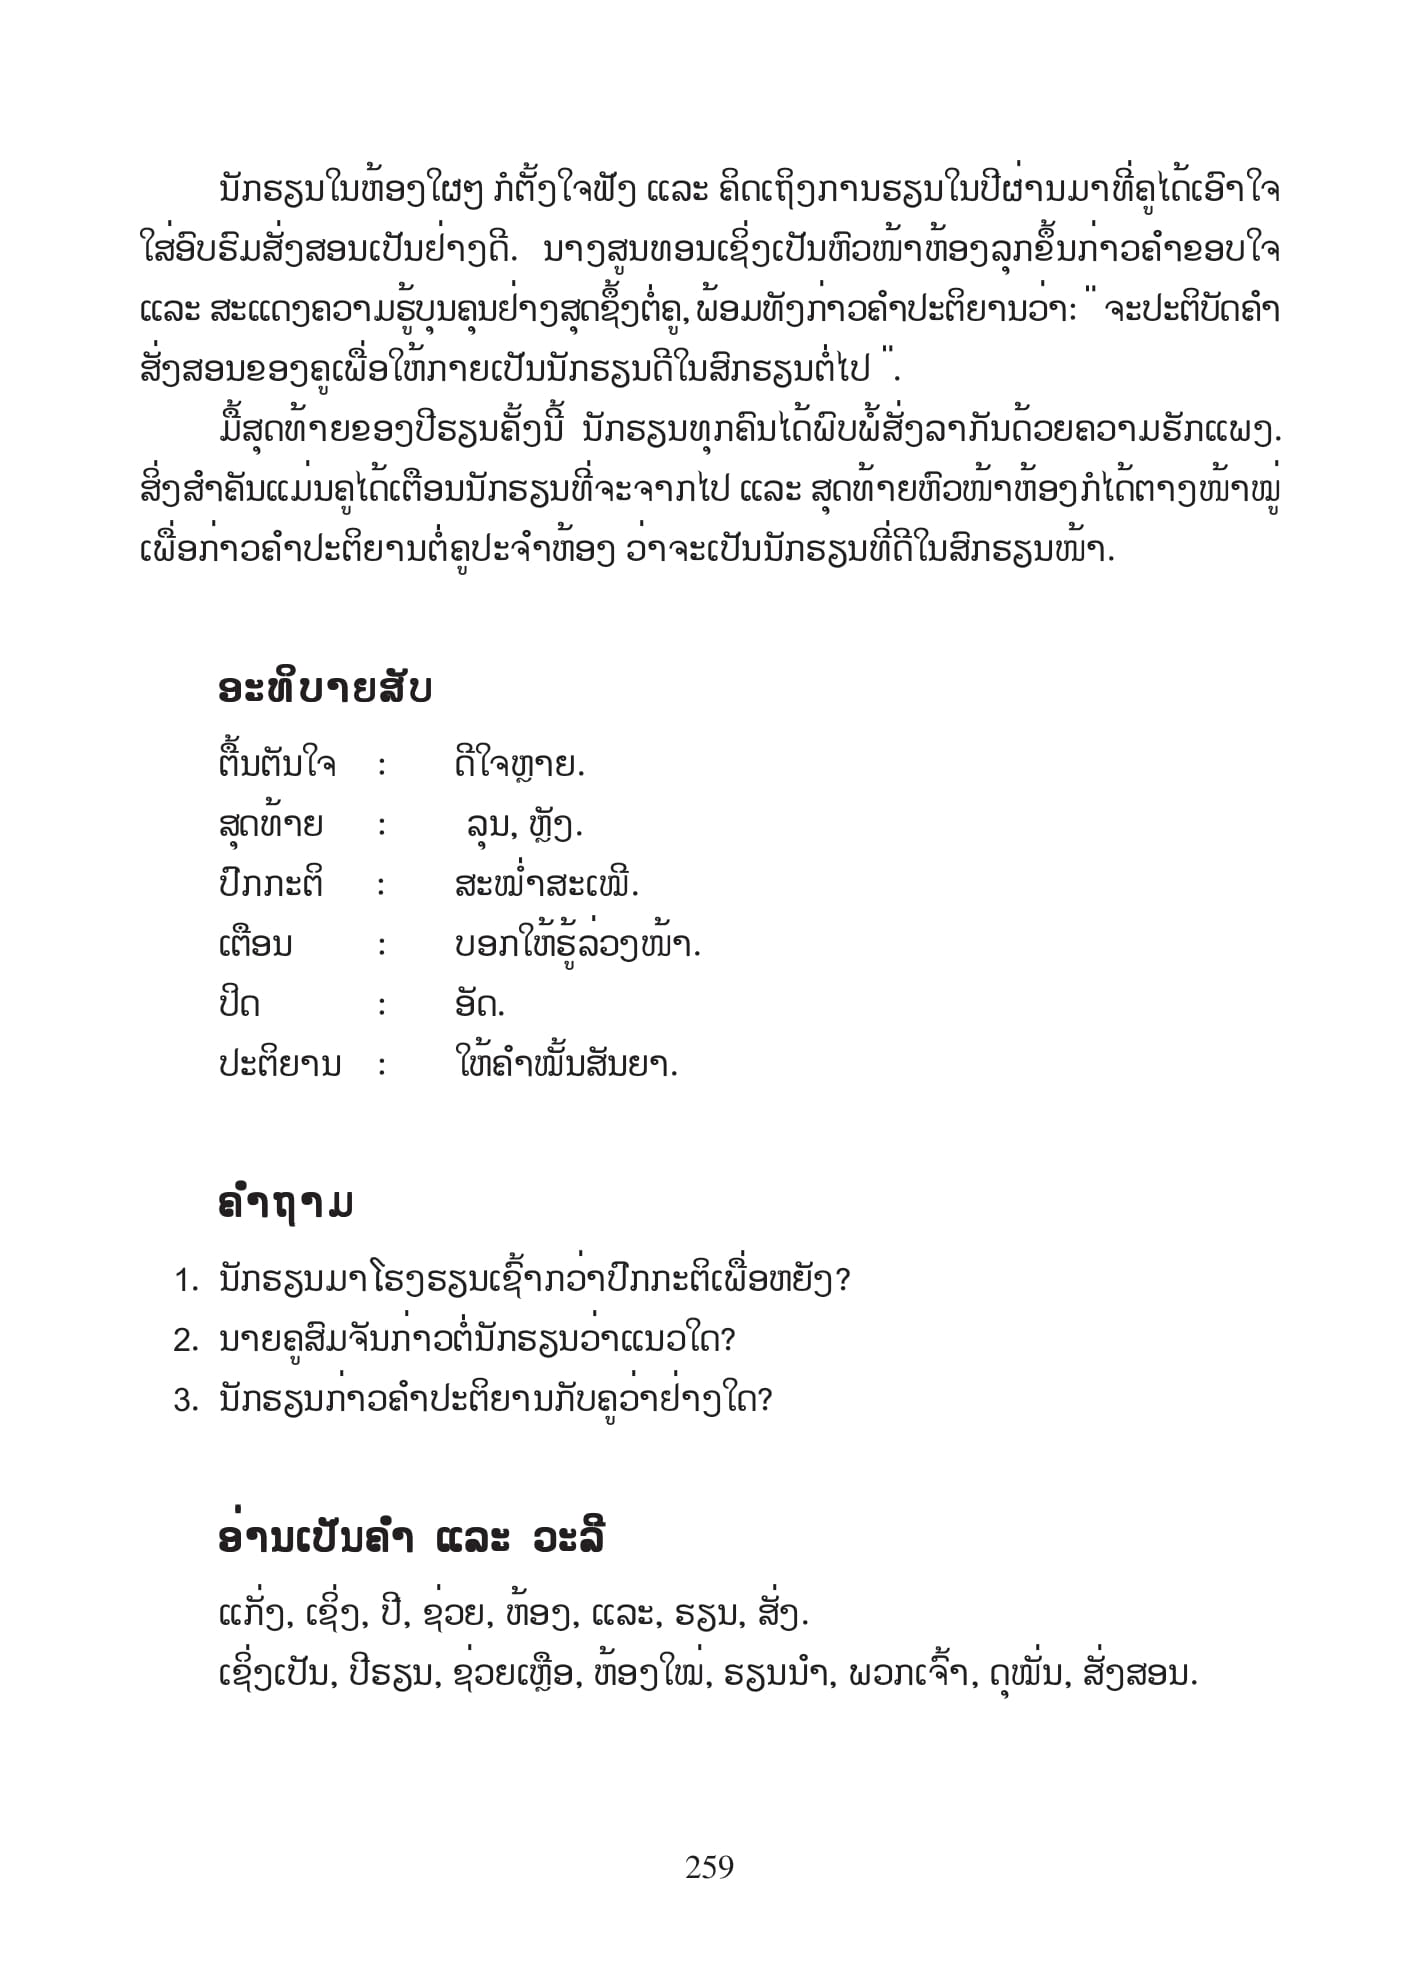 ນັກຮຽນໃນຫ້ອງໃຜໆ ກໍຕັ້ງໃຈຟັງ ແລະ ຄິດເຖິງການຮຽນໃນປີຜ່ານມາທີ່ຄູໄດ້ເອົາໃຈ
ໃສ່ອົບຮົມສັ່ງສອນເປັນຢ່າງດີ. ນາງສູນທອນເຊິ່ງເປັນຫົວໜ້າຫ້ອງລຸກຂຶ້ນກ່າວຄຳຂອບໃຈ
ແລະ ສະແດງຄວາມຮູ້ບຸນຄຸນຢ່າງສຸດຊຶ້ງຕໍ່ຄູ, ພ້ອມທັງກ່າວຄຳປະຕິຍານວ່າ: " ຈະປະຕິບັດຄຳ
ສັ່ງສອນຂອງຄູເພື່ອໃຫ້ກາຍເປັນນັກຮຽນດີໃນສົກຮຽນຕໍ່ໄປ ".
ມື້ສຸດທ້າຍຂອງປີຮຽນຄັ້ງນີ້ ນັກຮຽນທຸກຄົນໄດ້ພົບພໍ້ສັ່ງລາກັນດ້ວຍຄວາມຮັກແພງ.
ສິ່ງສຳຄັນແມ່ນຄູໄດ້ເຕືອນນັກຮຽນທີ່ຈະຈາກໄປ ແລະ ສຸດທ້າຍຫົວໜ້າຫ້ອງກໍໄດ້ຕາງໜ້າໝູ່
ເພື່ອກ່າວຄຳປະຕິຍານຕໍ່ຄູປະຈຳຫ້ອງ ວ່າຈະເປັນນັກຮຽນທີ່ດີໃນສົກຮຽນໜ້າ.
ອະທິບາຍສັບ
ຕື້ນຕັນໃຈ : ດີໃຈຫຼາຍ.
ສຸດທ້າຍ : ລຸນ, ຫຼັງ.
ປົກກະຕິ : ສະໝ່ຳສະເໝີ.
ເຕືອນ : ບອກໃຫ້ຮູ້ລ່ວງໜ້າ.
ປິດ : ອັດ.
ປະຕິຍານ : ໃຫ້ຄຳໝັ້ນສັນຍາ.
ຄຳຖາມ
1. ນັກຮຽນມາໂຮງຮຽນເຊົ້າກວ່າປົກກະຕິເພື່ອຫຍັງ?
2. ນາຍຄູສົມຈັນກ່າວຕໍ່ນັກຮຽນວ່າແນວໃດ?
3. ນັກຮຽນກ່າວຄຳປະຕິຍານກັບຄູວ່າຢ່າງໃດ?
ອ່ານເປັນຄຳ ແລະ ວະລີ
ແກັ່ງ, ເຊິ່ງ, ປີ, ຊ່ວຍ, ຫ້ອງ, ແລະ, ຮຽນ, ສັ່ງ.
ເຊິ່ງເປັນ, ປີຮຽນ, ຊ່ວຍເຫຼືອ, ຫ້ອງໃໝ່, ຮຽນນຳ, ພວກເຈົ້າ, ດຸໝັ່ນ, ສັ່ງສອນ.
259